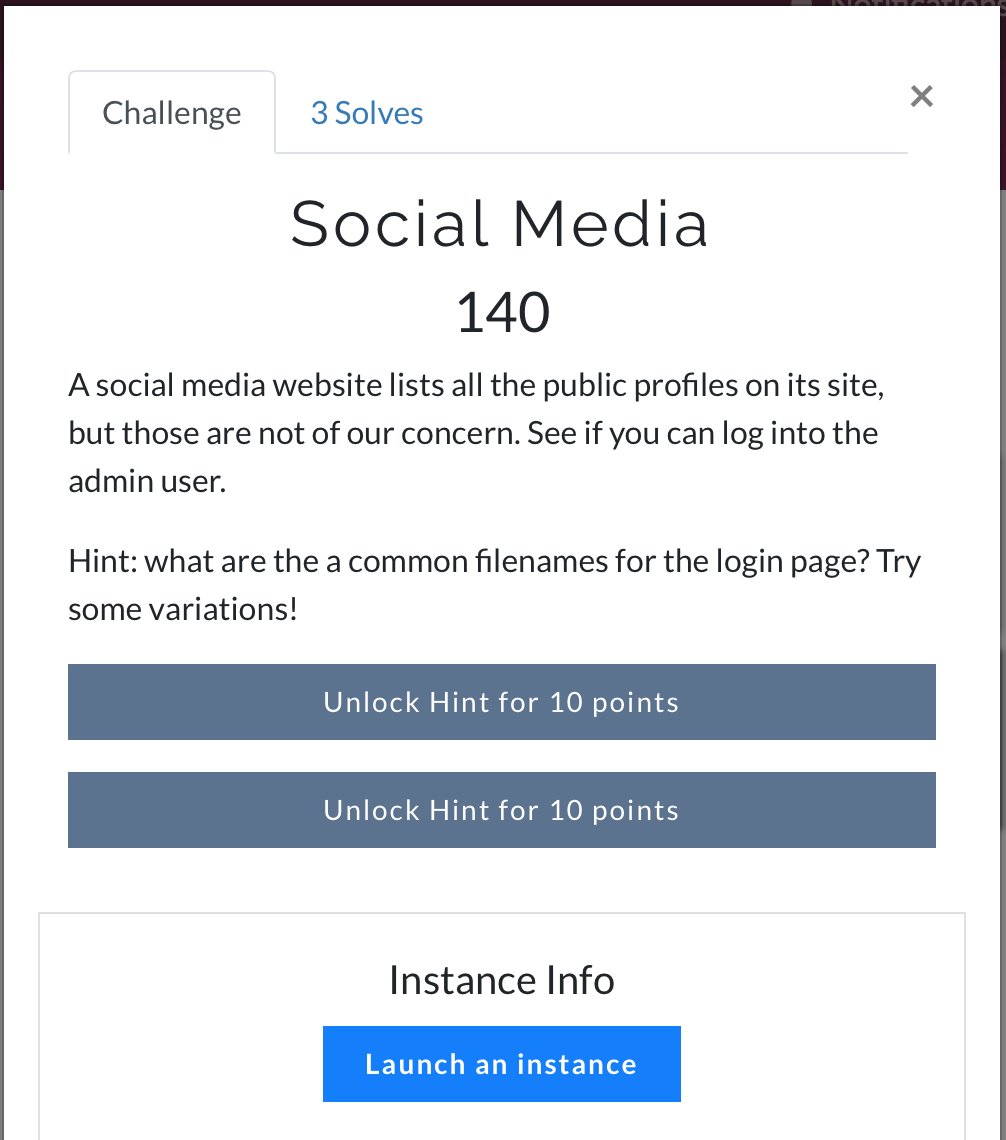 Notifications
Challenge
3 Solves
×
Social Media
140
A social media website lists all the public profiles on its site,
but those are not of our concern. See if you can log into the
admin user.
Hint: what are the a common filenames for the login page? Try
some variations!
Unlock Hint for 10 points
Unlock Hint for 10 points
Instance Info
Launch an instance